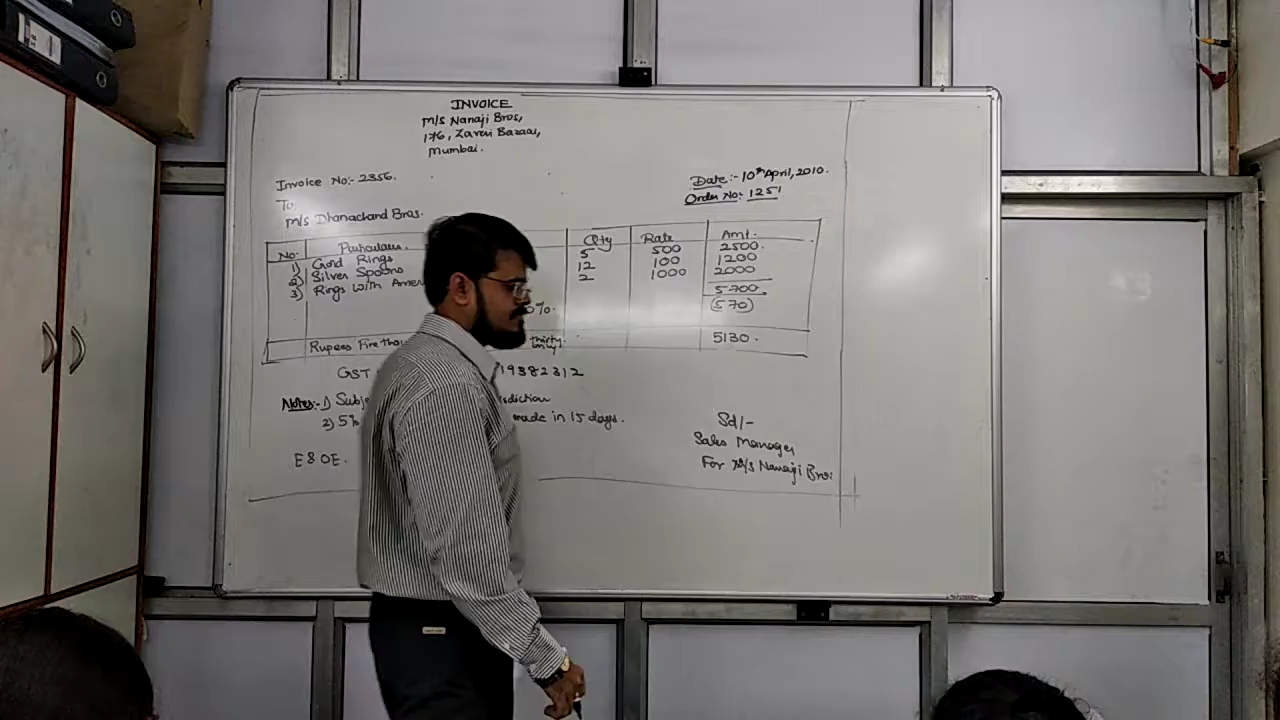 INVOICE
M/S Nanaji Bros,
176, Zaveri Bazaar,
Mumbai.
Invoice No:- 2356.
Date:- 10th April, 2010.
Order No:- 1251
To
M/S Dhanachand Bros.
No. Particulars. Qty Rate Amt.
1) Gold Rings 5 500 2500.
2) Silver Spoons 12 100 1200
3) Rings with 2 1000 2000
5700
0%. (570)
Rupees Five thirty only. 5130.
GST 19382312
Notes:- 1)
2) 5% made in 15 days.
E & OE.
Sd/-
Sales Manager
For M/s Nanaji Bros